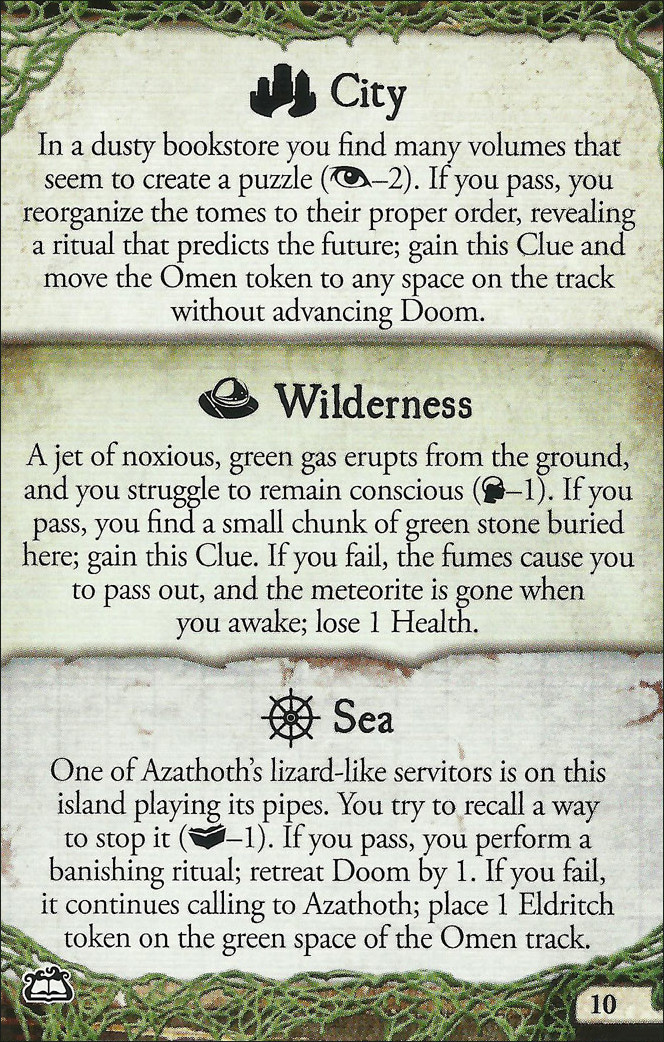 City
In a dusty bookstore you find many volumes that
seem to create a puzzle (–2). If you pass, you
reorganize the tomes to their proper order, revealing
a ritual that predicts the future; gain this Clue and
move the Omen token to any space on the track
without advancing Doom.
Wilderness
A jet of noxious, green gas erupts from the ground,
and you struggle to remain conscious (–1). If you
pass, you find a small chunk of green stone buried
here; gain this Clue. If you fail, the fumes cause you
to pass out, and the meteorite is gone when
you awake; lose 1 Health.
Sea
One of Azathoth’s lizard-like servitors is on this
island playing its pipes. You try to recall a way
to stop it (–1). If you pass, you perform a
banishing ritual; retreat Doom by 1. If you fail,
it continues calling to Azathoth; place 1 Eldritch
token on the green space of the Omen track.
10